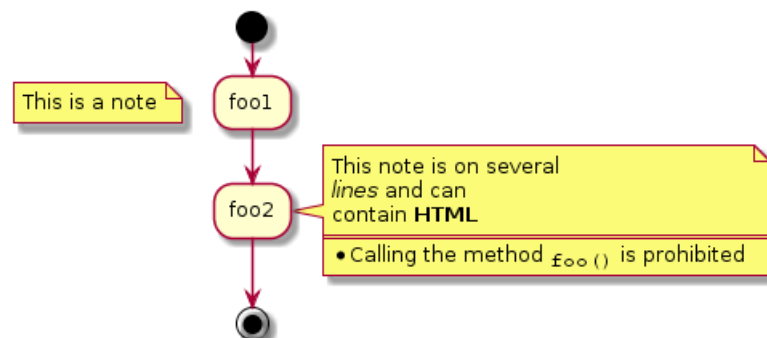 This is a note
foo1
This note is on several
lines and can
contain HTML
foo2
Calling the method foo() is prohibited